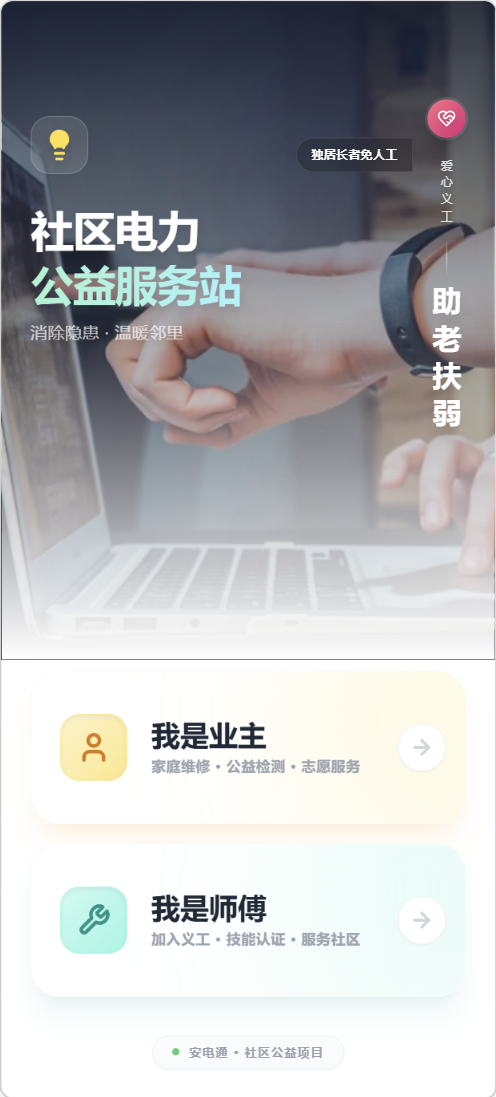 独居长者免人工
爱心义工
助老扶弱
社区电力
公益服务站
消除隐患 · 温暖邻里
我是业主
家庭维修 • 公益检测 • 志愿服务
我是师傅
加入义工 • 技能认证 • 服务社区
安电通 • 社区公益项目